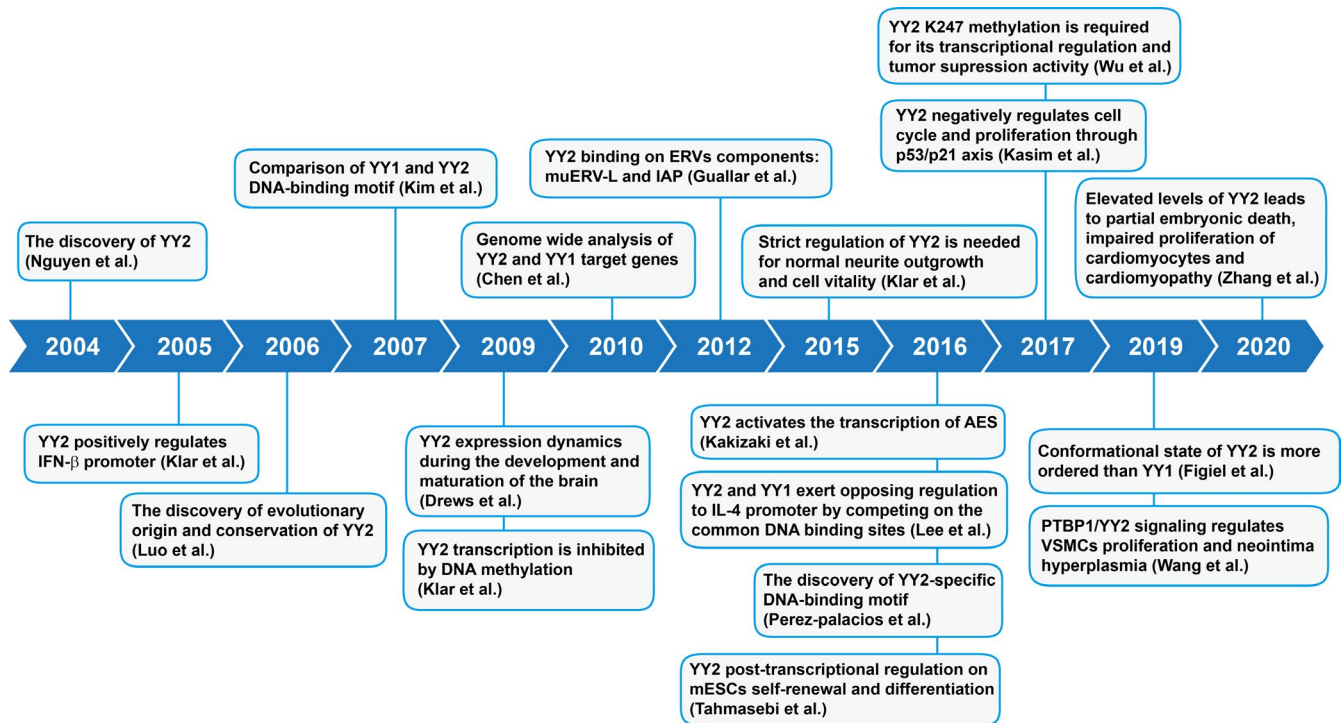 YY2 K247 methylation is required
for its transcriptional regulation and
tumor supression activity (Wu et al.)
YY2 negatively regulates cell
cycle and proliferation through
p53/p21 axis (Kasim et al.)
Comparison of YY1 and YY2
DNA-binding motif (Kim et al.)
YY2 binding on ERVs components:
muERV-L and IAP (Guallar et al.)
Elevated levels of YY2 leads
to partial embryonic death,
impaired proliferation of
cardiomyocytes and
cardiomyopathy (Zhang et al.)
The discovery of YY2
(Nguyen et al.)
Genome wide analysis of
YY2 and YY1 target genes
(Chen et al.)
Strict regulation of YY2 is needed
for normal neurite outgrowth
and cell vitality (Klar et al.)
2004 2005 2006 2007 2009 2010 2012 2015 2016 2017 2019 2020
YY2 positively regulates
IFN-β promoter (Klar et al.)
The discovery of evolutionary
origin and conservation of YY2
(Luo et al.)
YY2 expression dynamics
during the development and
maturation of the brain
(Drews et al.)
YY2 transcription is inhibited
by DNA methylation
(Klar et al.)
YY2 activates the transcription of AES
(Kakizaki et al.)
YY2 and YY1 exert opposing regulation
to IL-4 promoter by competing on the
common DNA binding sites (Lee et al.)
The discovery of YY2-specific
DNA-binding motif
(Perez-palacios et al.)
YY2 post-transcriptional regulation on
mESCs self-renewal and differentiation
(Tahmasebi et al.)
Conformational state of YY2 is more
ordered than YY1 (Figiel et al.)
PTBP1/YY2 signaling regulates
VSMCs proliferation and neointima
hyperplasmia (Wang et al.)